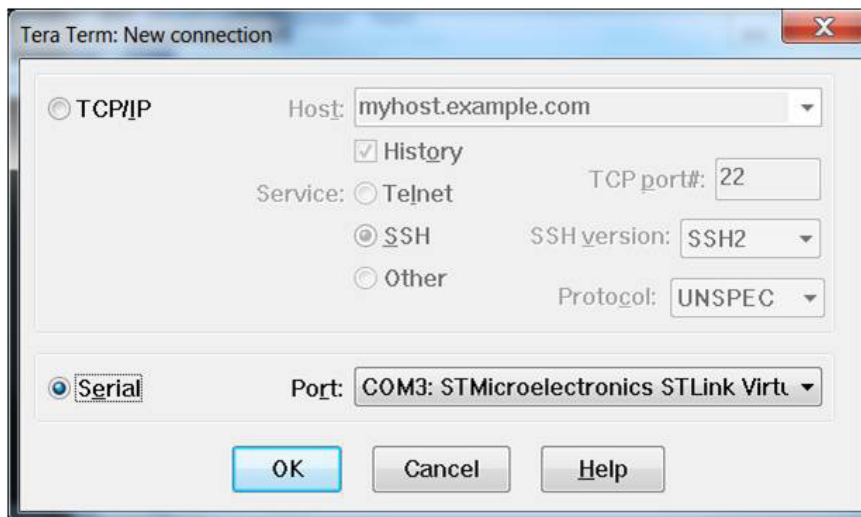 Tera Term: New connection
TCP/IP
Host: myhost.example.com
History
Service: Telnet
TCP port#: 22
SSH
SSH version: SSH2
Other
Protocol: UNSPEC
Serial
Port: COM3: STMicroelectronics STLink Virtu
OK Cancel Help